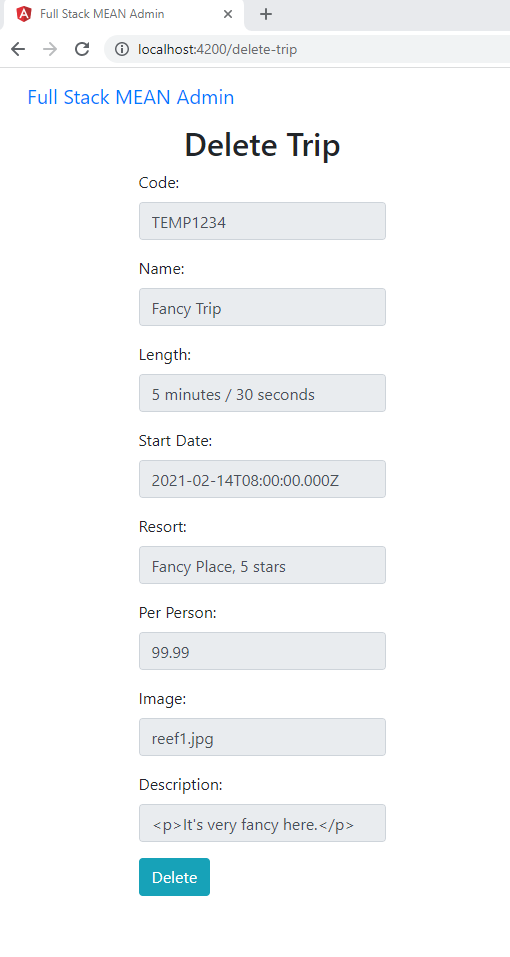 Full Stack MEAN Admin
localhost:4200/delete-trip
Full Stack MEAN Admin
Delete Trip
Code:
TEMP1234
Name:
Fancy Trip
Length:
5 minutes / 30 seconds
Start Date:
2021-02-14T08:00:00.000Z
Resort:
Fancy Place, 5 stars
Per Person:
99.99
Image:
reef1.jpg
Description:
<p>It's very fancy here.</p>
Delete